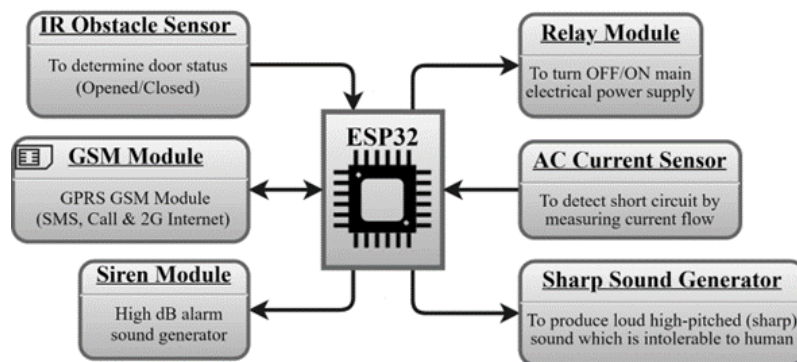 IR Obstacle Sensor
To determine door status
(Opened/Closed)
GSM Module
GPRS GSM Module
(SMS, Call & 2G Internet)
Siren Module
High dB alarm
sound generator
ESP32
Relay Module
To turn OFF/ON main
electrical power supply
AC Current Sensor
To detect short circuit by
measuring current flow
Sharp Sound Generator
To produce loud high-pitched (sharp)
sound which is intolerable to human